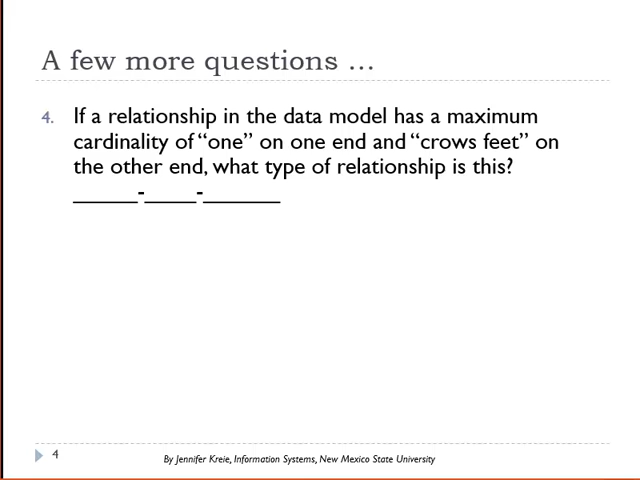 A few more questions …
4. If a relationship in the data model has a maximum
cardinality of “one” on one end and “crows feet” on
the other end, what type of relationship is this?
_____-____-______
4
By Jennifer Kreie, Information Systems, New Mexico State University